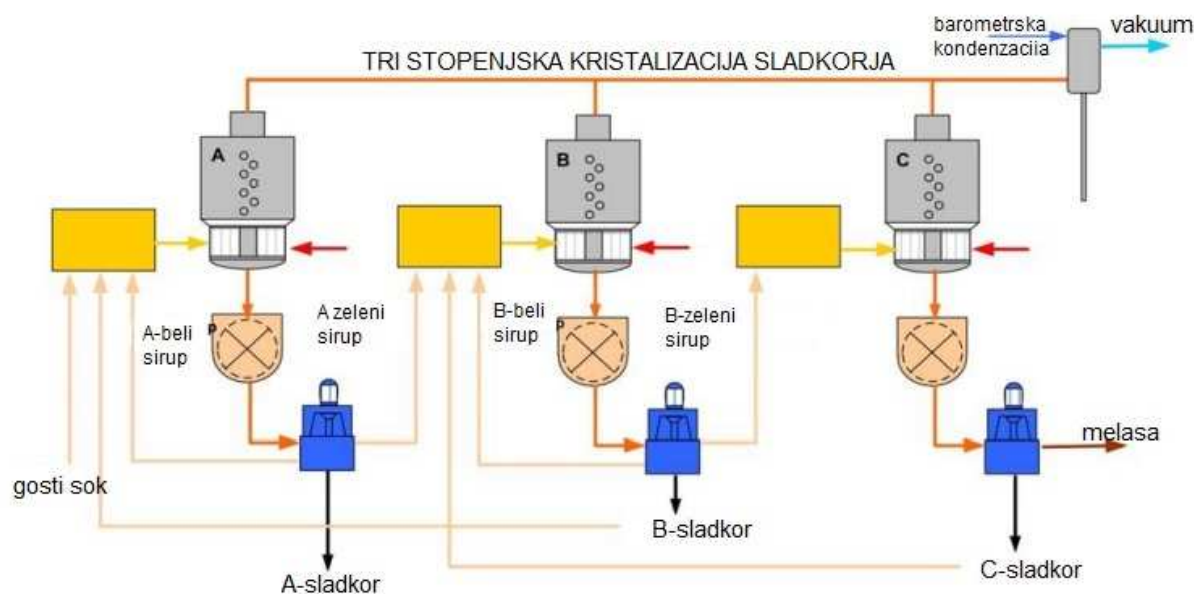 barometrska
kondenzaciia
vakuum
TRI STOPENJSKA KRISTALIZACIJA SLADKORJA
A
B
C
P
A-beli
sirup
A zeleni
sirup
P
B-beli
sirup
B-zeleni
sirup
gosti sok
melasa
B-sladkor
A-sladkor
C-sladkor